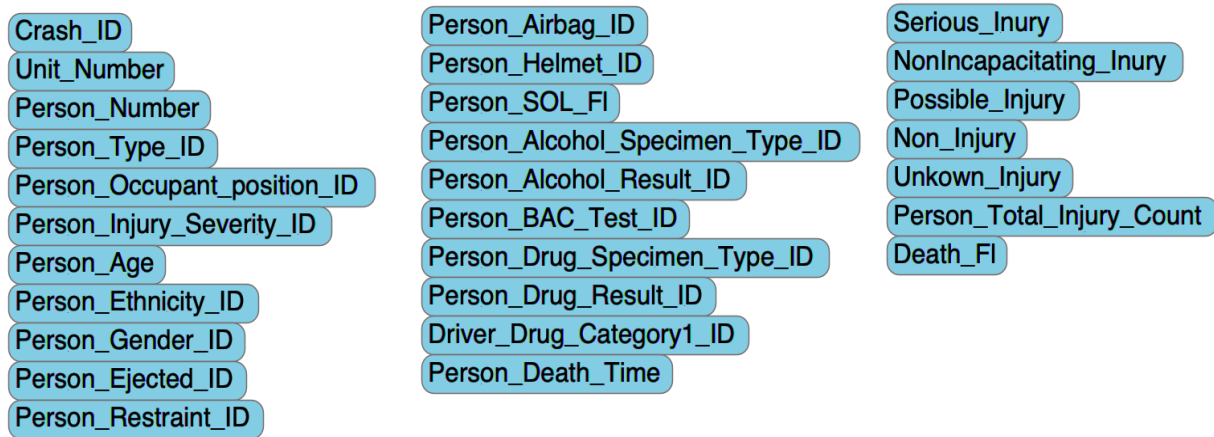 Crash_ID
Unit_Number
Person_Number
Person_Type_ID
Person_Occupant_position_ID
Person_Injury_Severity_ID
Person_Age
Person_Ethnicity_ID
Person_Gender_ID
Person_Ejected_ID
Person_Restraint_ID
Person_Airbag_ID
Person_Helmet_ID
Person_SOL_Fl
Person_Alcohol_Specimen_Type_ID
Person_Alcohol_Result_ID
Person_BAC_Test_ID
Person_Drug_Specimen_Type_ID
Person_Drug_Result_ID
Driver_Drug_Category1_ID
Person_Death_Time
Serious_Inury
NonIncapacitating_Inury
Possible_Injury
Non_Injury
Unkown_Injury
Person_Total_Injury_Count
Death_Fl